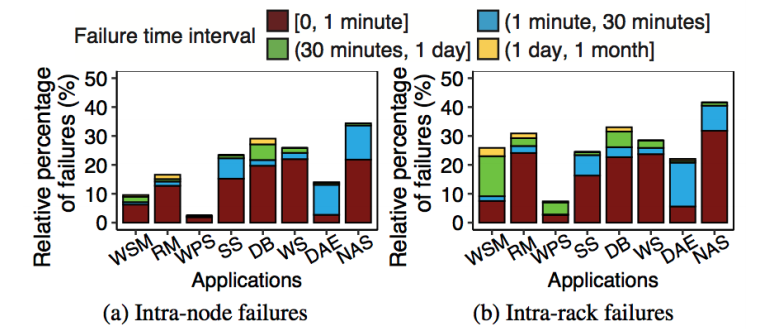 Failure time interval
[0, 1 minute]
(1 minute, 30 minutes]
(30 minutes, 1 day]
(1 day, 1 month]
Relative percentage
of failures (%)
50
40
30
20
10
0
WSM RM WPS SS DB WS DAE NAS
Applications
(a) Intra-node failures
Relative percentage
of failures (%)
50
40
30
20
10
0
WSM RM WPS SS DB WS DAE NAS
Applications
(b) Intra-rack failures